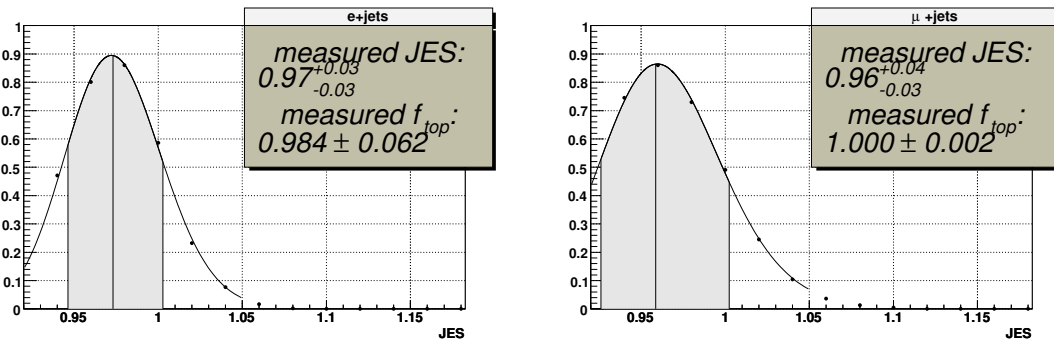 e+jets
measured JES:
0.97 +0.03 -0.03
measured f_top:
0.984 ± 0.062
1
0.9
0.8
0.7
0.6
0.5
0.4
0.3
0.2
0.1
0
0.95 1 1.05 1.1 1.15
JES
μ +jets
measured JES:
0.96 +0.04 -0.03
measured f_top:
1.000 ± 0.002
1
0.9
0.8
0.7
0.6
0.5
0.4
0.3
0.2
0.1
0
0.95 1 1.05 1.1 1.15
JES